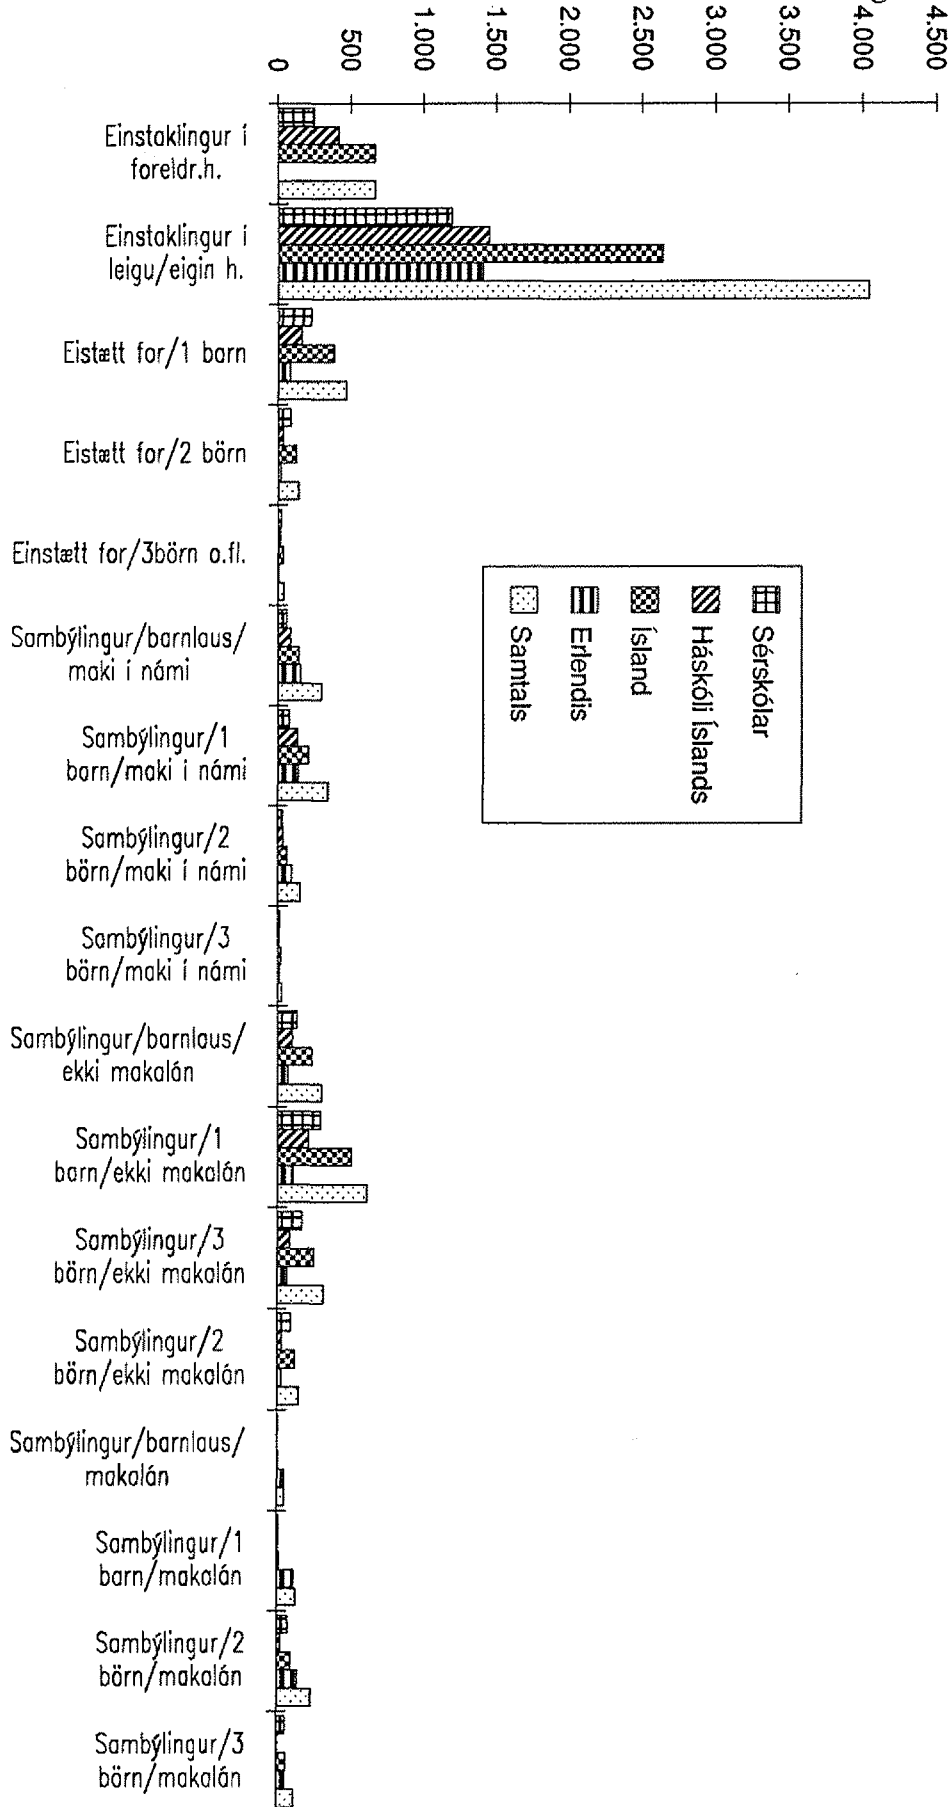 4.500
4.000
3.500
3.000
2.500
2.000
1.500
1.000
500
0
Einstaklingur í
foreldr.h.
Einstaklingur í
leigu/eigin h.
Eistætt for/1 barn
Eistætt for/2 börn
Einstætt for/3börn o.fl.
Sambýlingur/barnlaus/
maki í námi
Sambýlingur/1
barn/maki í námi
Sambýlingur/2
börn/maki í námi
Sambýlingur/3
börn/maki í námi
Sambýlingur/barnlaus/
ekki makalán
Sambýlingur/1
barn/ekki makalán
Sambýlingur/3
börn/ekki makalán
Sambýlingur/2
börn/ekki makalán
Sambýlingur/barnlaus/
makalán
Sambýlingur/1
barn/makalán
Sambýlingur/2
börn/makalán
Sambýlingur/3
börn/makalán
Sérskólar
Háskóli Íslands
Ísland
Erlendis
Samtals